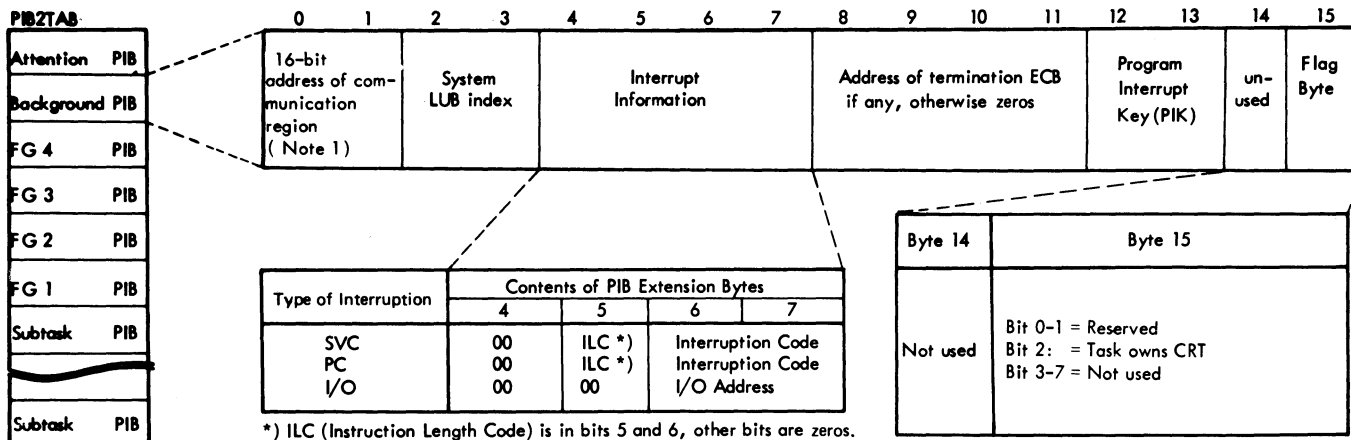 PIB2TAB
Attention PIB
Background PIB
FG 4 PIB
FG 3 PIB
FG 2 PIB
FG 1 PIB
Subtask PIB
Subtask PIB
0 1 2 3 4 5 6 7 8 9 10 11 12 13 14 15
16-bit
address of com-
munication
region
( Note 1)
System
LUB index
Interrupt
Information
Address of termination ECB
if any, otherwise zeros
Program
Interrupt
Key (PIK)
un-
used
Flag
Byte
Type of Interruption
Contents of PIB Extension Bytes
4 5 6 7
SVC 00 ILC *) Interruption Code
PC 00 ILC *) Interruption Code
I/O 00 00 I/O Address
*) ILC (Instruction Length Code) is in bits 5 and 6, other bits are zeros.
Byte 14 Byte 15
Not used
Bit 0-1 = Reserved
Bit 2: = Task owns CRT
Bit 3-7 = Not used